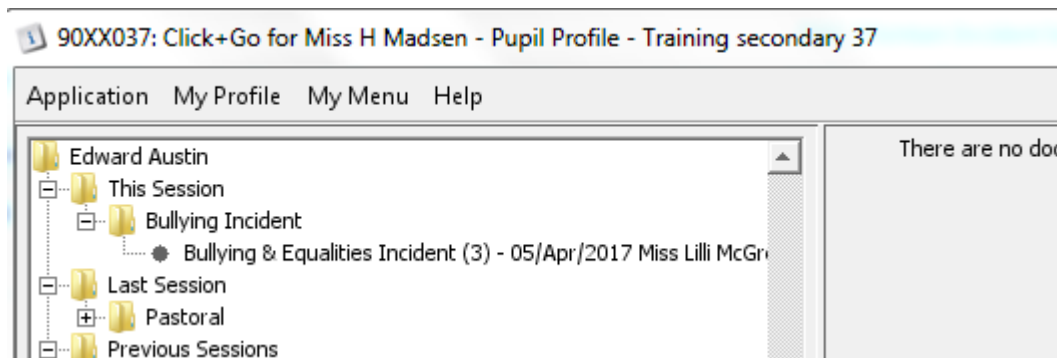 90XX037: Click+Go for Miss H Madsen - Pupil Profile - Training secondary 37
Application My Profile My Menu Help
Edward Austin
There are no
This Session
Bullying Incident
Bullying & Equalities Incident (3) - 05/Apr/2017 Miss Lilli
Last Session
Pastoral
Previous Sessions